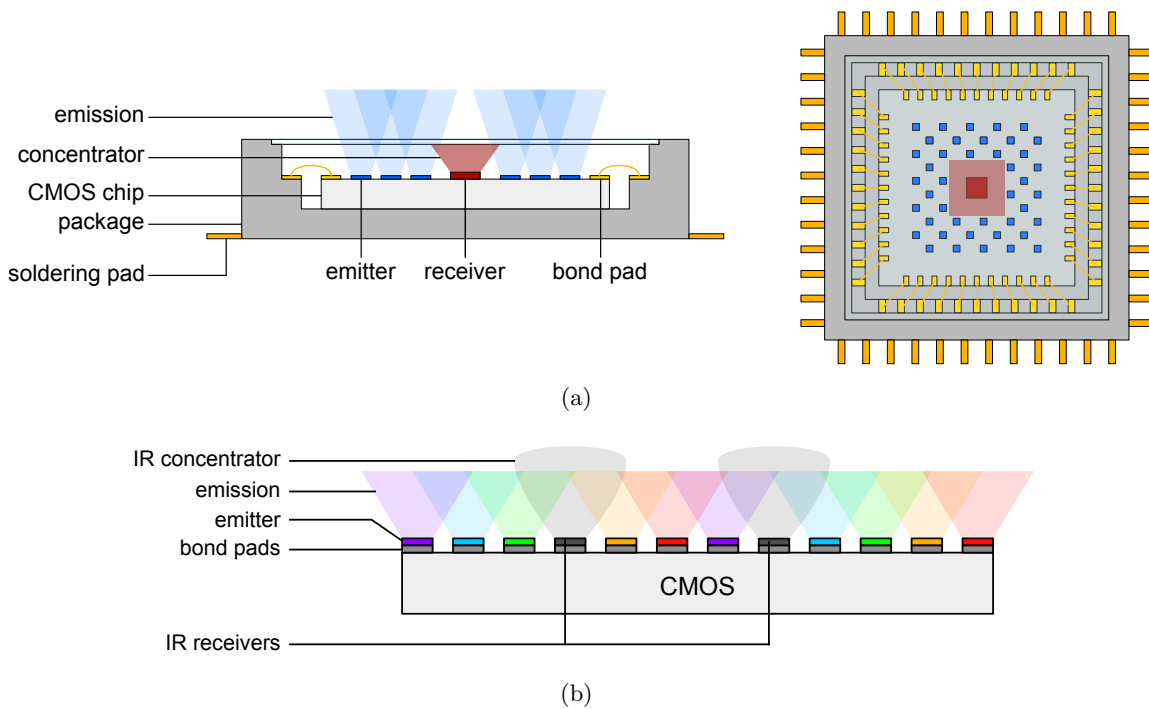 emission
concentrator
CMOS chip
package
soldering pad
emitter
receiver
bond pad
(a)
IR concentrator
emission
emitter
bond pads
CMOS
IR receivers
(b)